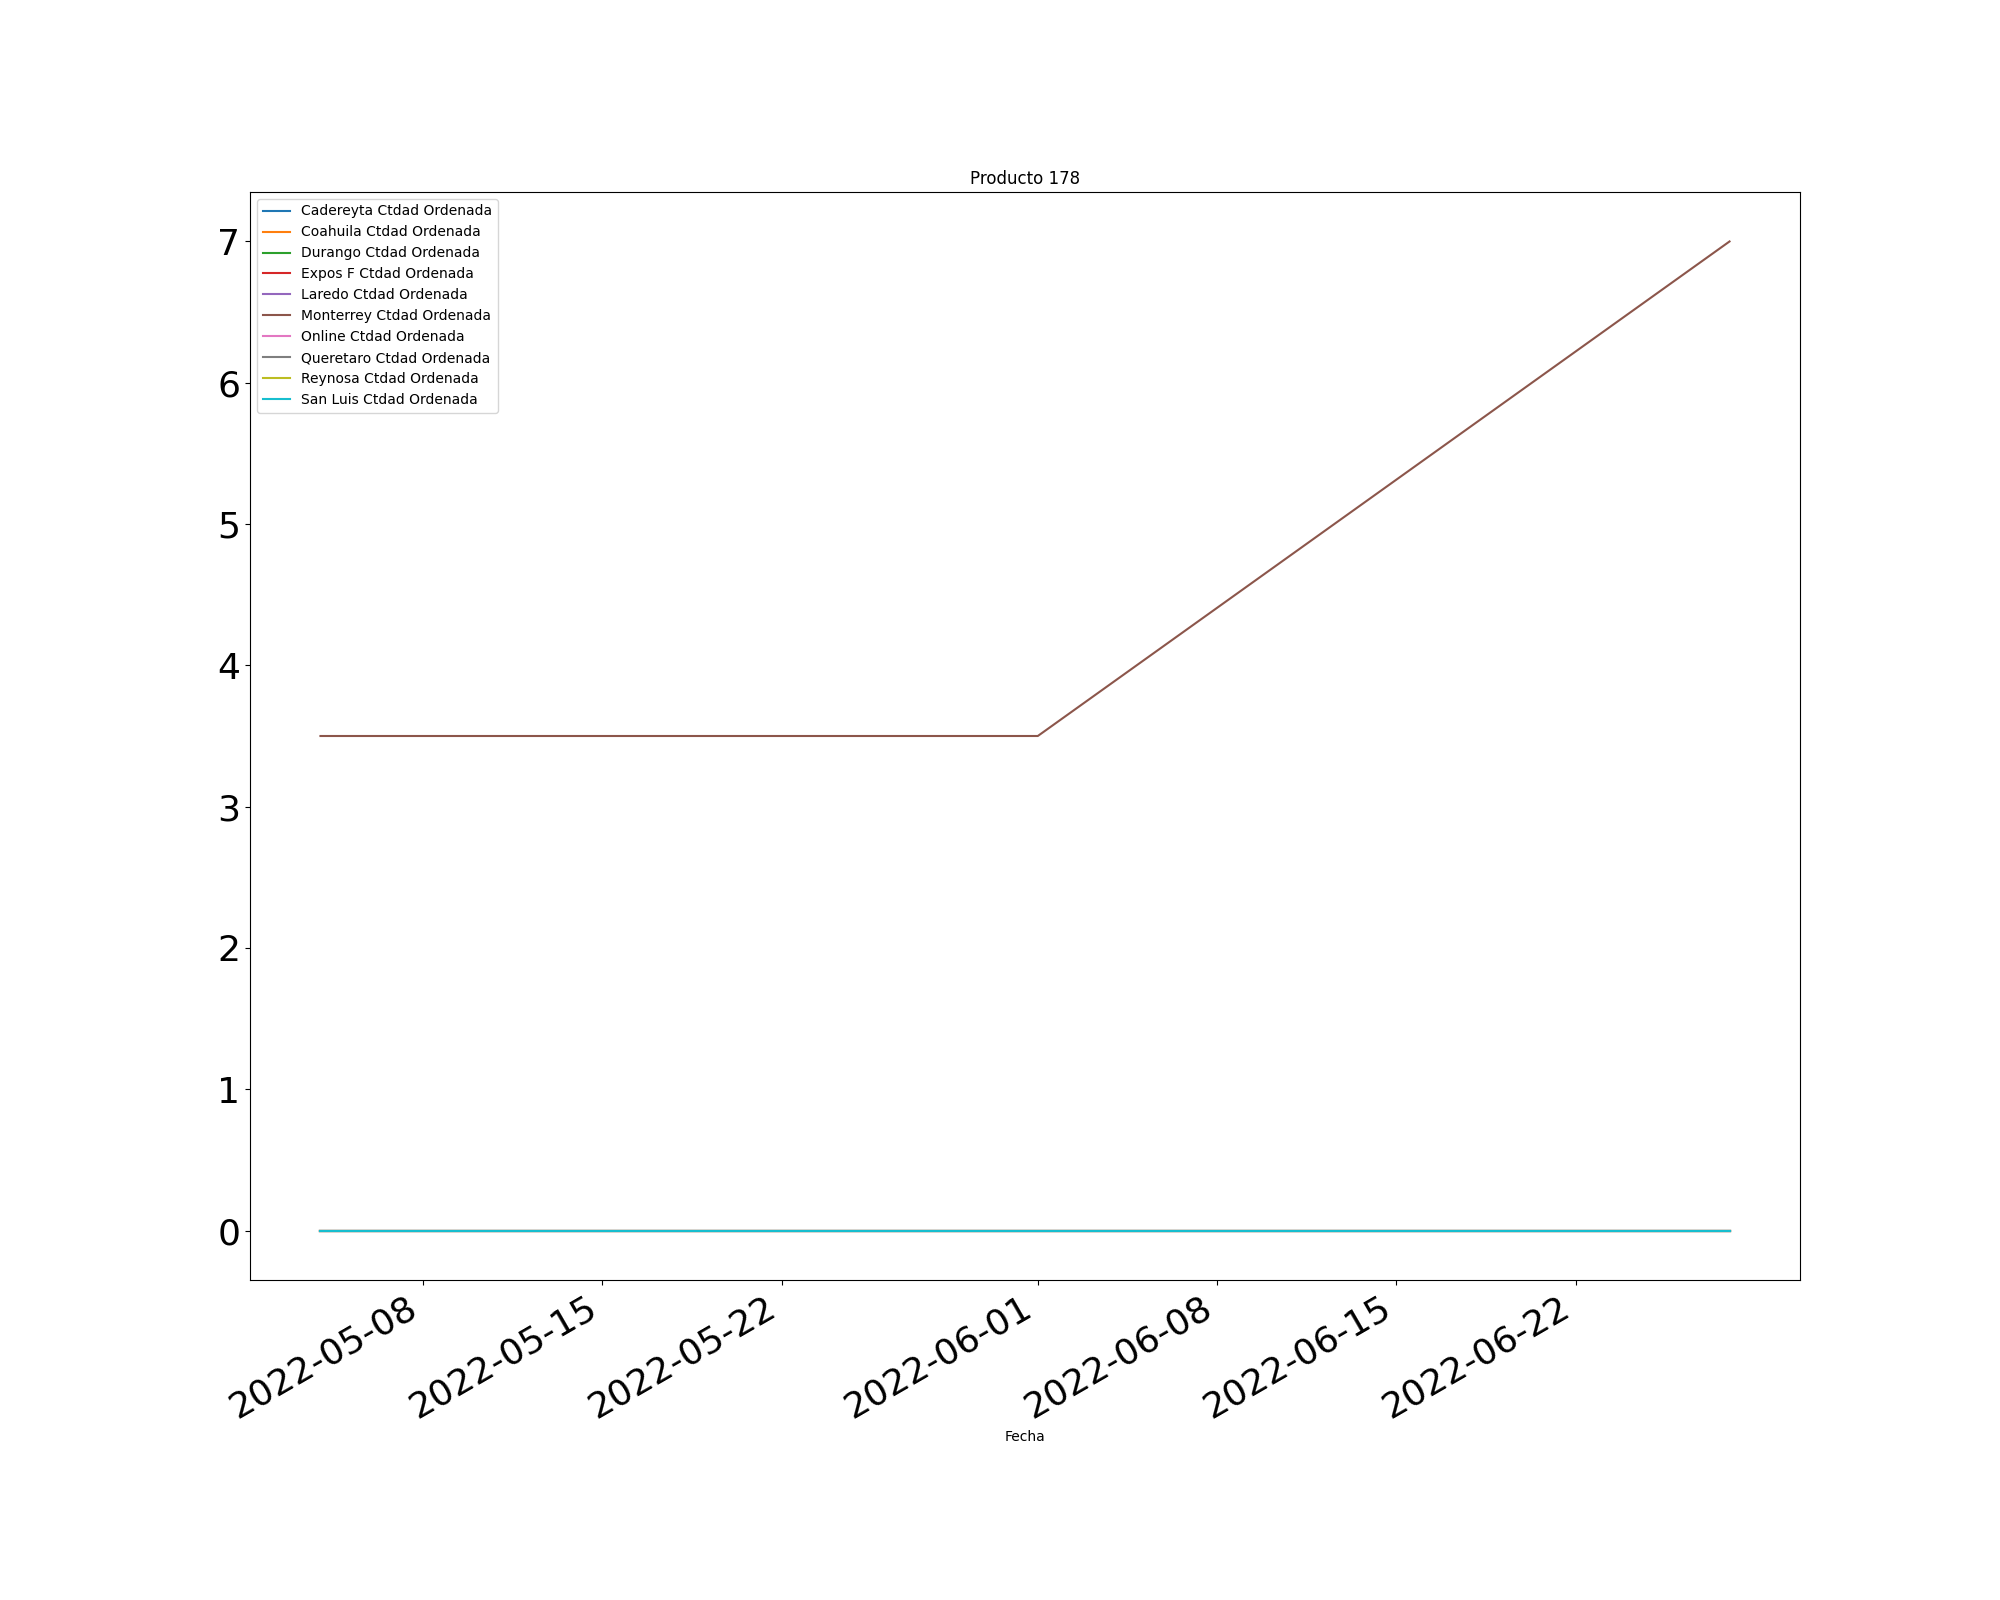 Producto 178
Cadereyta Ctdad Ordenada
Coahuila Ctdad Ordenada
Durango Ctdad Ordenada
Expos F Ctdad Ordenada
Laredo Ctdad Ordenada
Monterrey Ctdad Ordenada
Online Ctdad Ordenada
Queretaro Ctdad Ordenada
Reynosa Ctdad Ordenada
San Luis Ctdad Ordenada
7
6
5
4
3
2
1
0
2022-05-08
2022-05-15
2022-05-22
2022-06-01
2022-06-08
2022-06-15
2022-06-22
Fecha